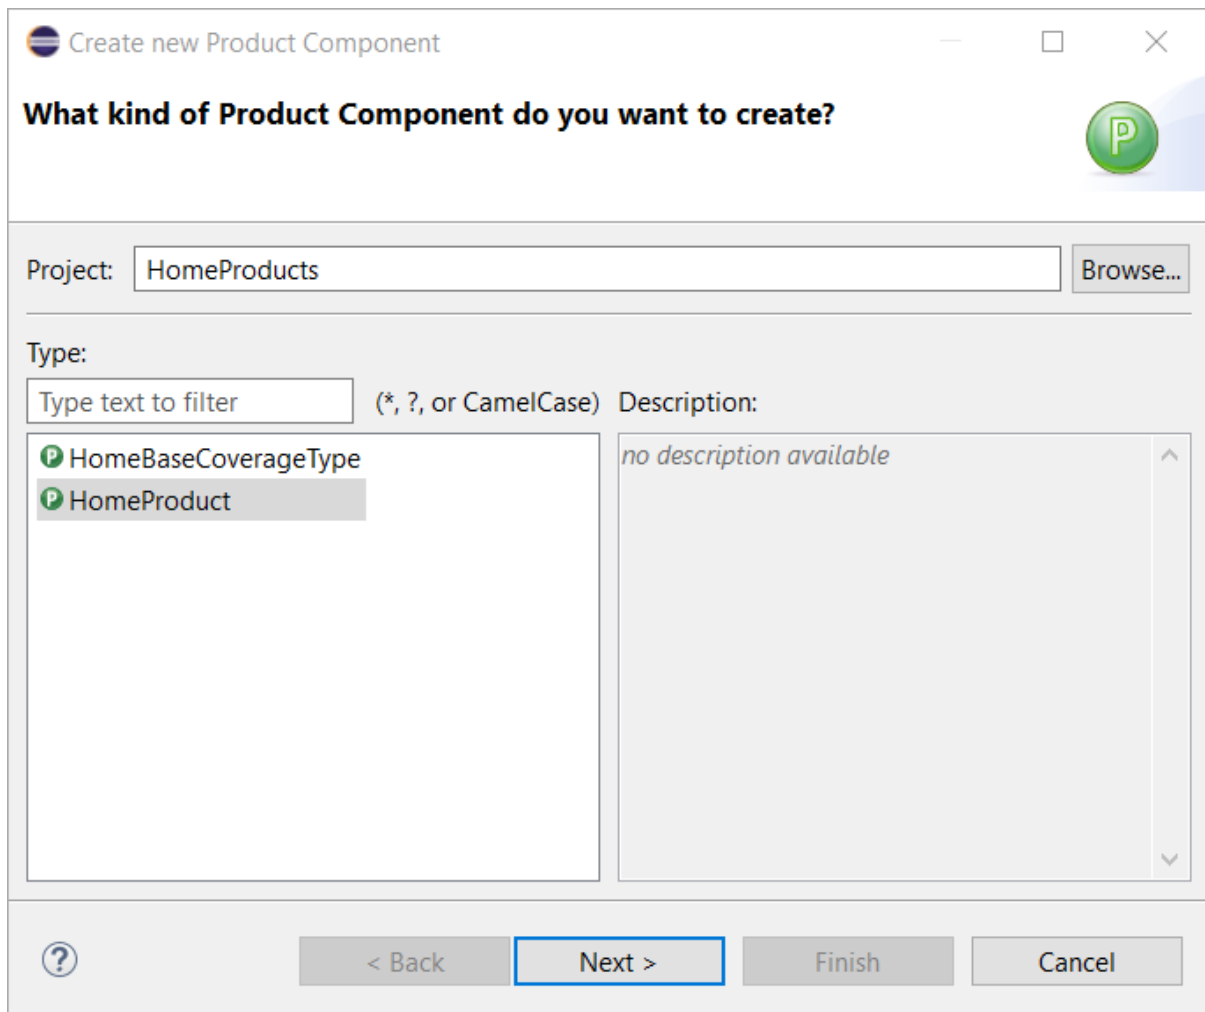 Create new Product Component
What kind of Product Component do you want to create?
P
Project: HomeProducts Browse...
Type:
Type text to filter (*, ?, or CamelCase) Description:
P HomeBaseCoverageType no description available
P HomeProduct
? < Back Next > Finish Cancel